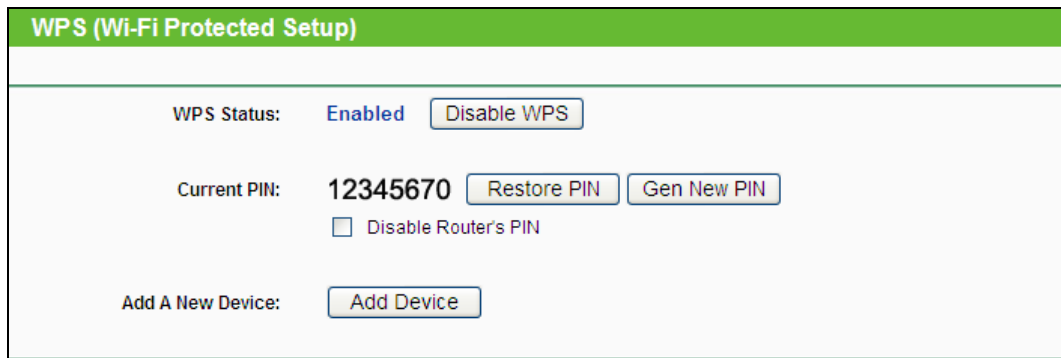 WPS (Wi-Fi Protected Setup)
WPS Status: Enabled Disable WPS
Current PIN: 12345670 Restore PIN Gen New PIN
Disable Router's PIN
Add A New Device: Add Device